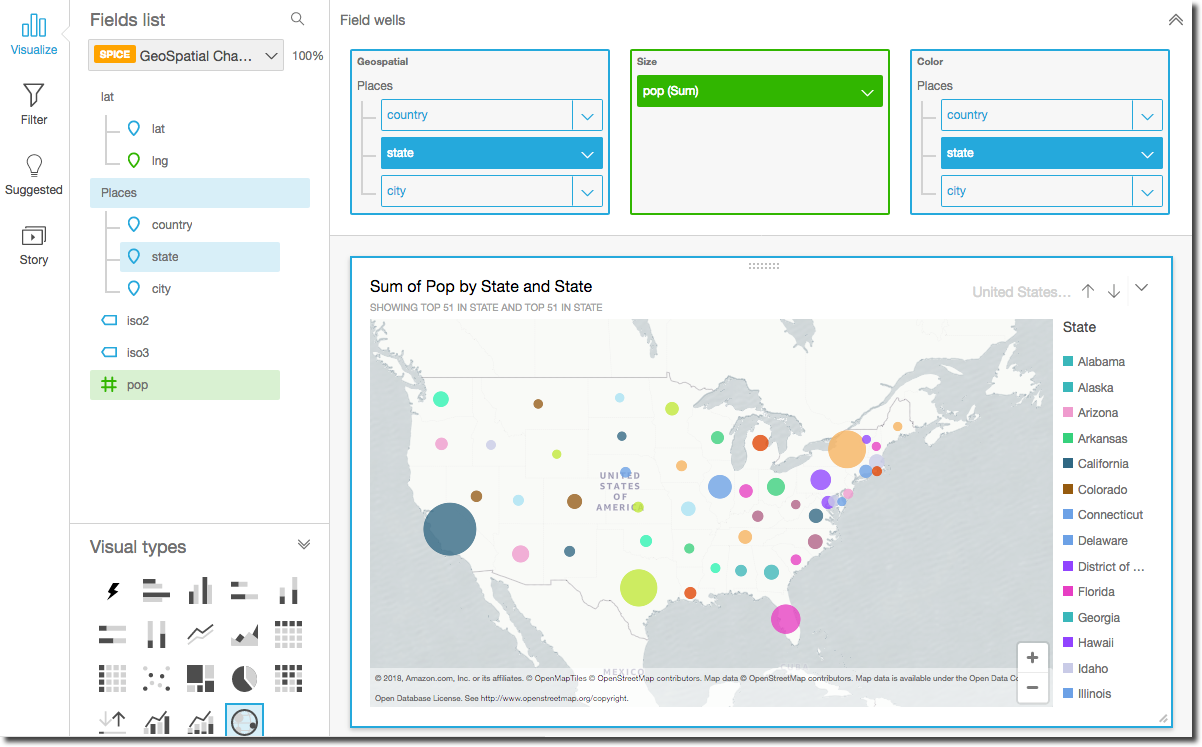 Visualize
Filter
Suggested
Story
Fields list
SPICE GeoSpatial Cha... 100%
lat
lat
lng
Places
country
state
city
iso2
iso3
pop
Visual types
Field wells
Geospatial
Places
country
state
city
Size
pop (Sum)
Color
Places
country
state
city
Sum of Pop by State and State
SHOWING TOP 51 IN STATE AND TOP 51 IN STATE
United States...
UNITED
STATES
OF
AMERICA
MEXICO
© 2018, Amazon.com, Inc. or its affiliates. © OpenMapTiles © OpenStreetMap contributors. Map data © OpenStreetMap contributors. Map data is available under the Open Data Co
Open Database License. See http://www.openstreetmap.org/copyright.
+
−
State
Alabama
Alaska
Arizona
Arkansas
California
Colorado
Connecticut
Delaware
District of ...
Florida
Georgia
Hawaii
Idaho
Illinois